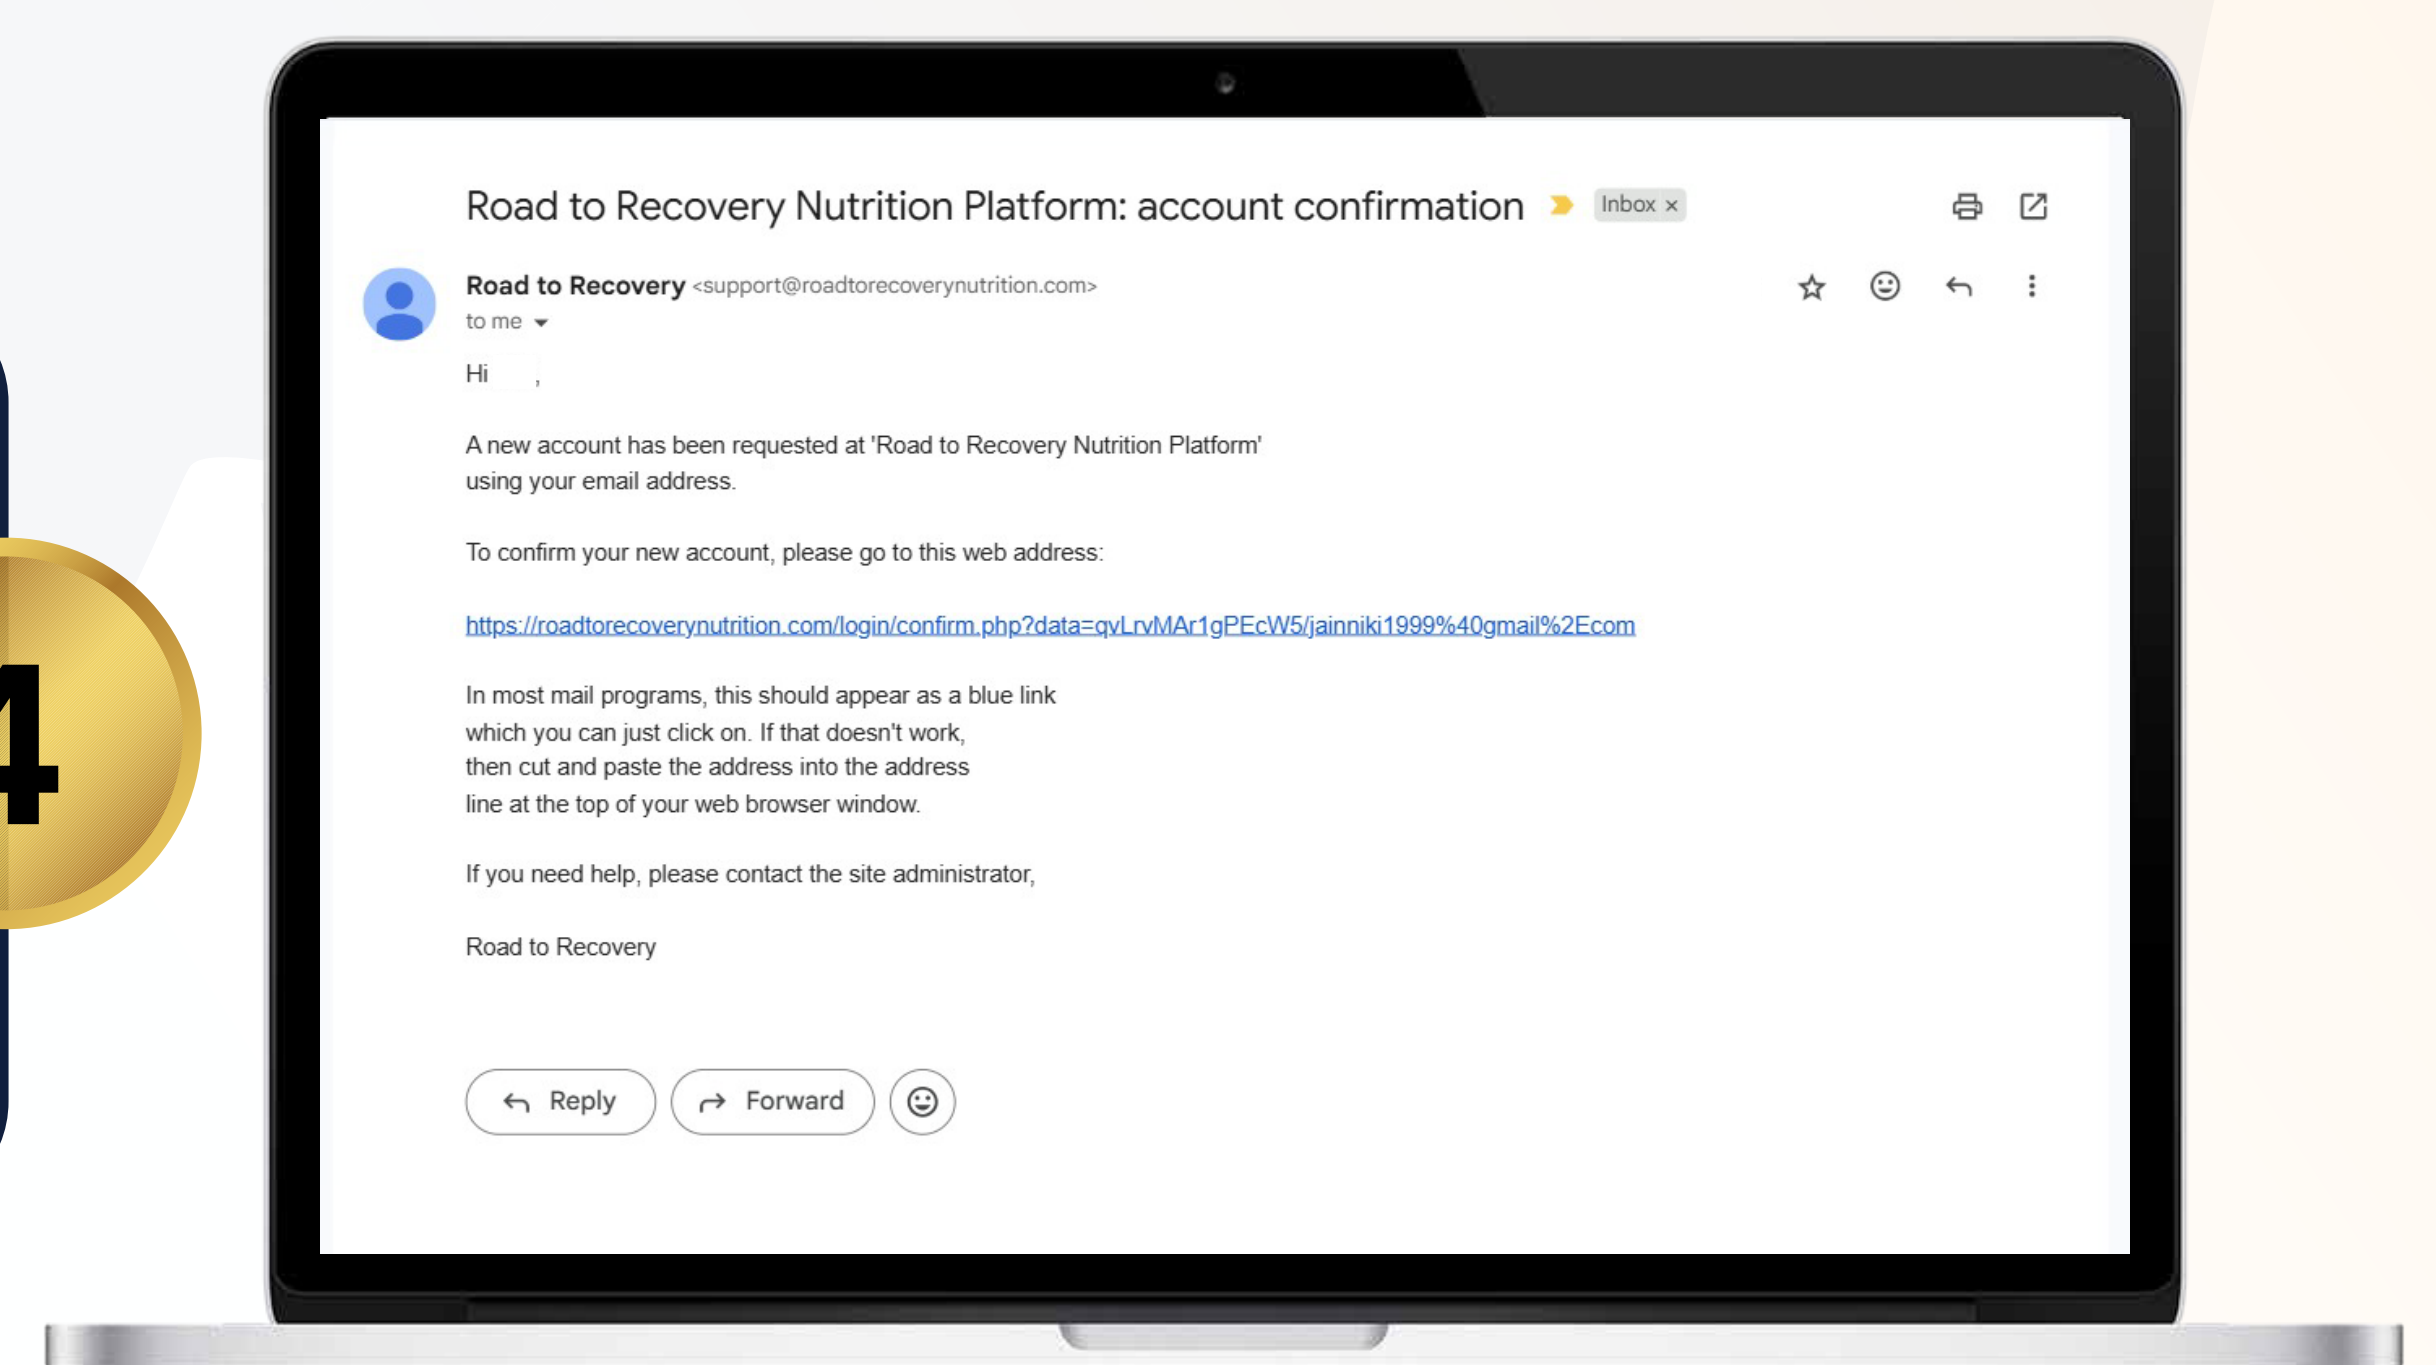 Road to Recovery Nutrition Platform: account confirmation Inbox ×
Road to Recovery <support@roadtorecoverynutrition.com>
to me
Hi ,
A new account has been requested at 'Road to Recovery Nutrition Platform'
using your email address.
To confirm your new account, please go to this web address:
https://roadtorecoverynutrition.com/login/confirm.php?data=qvLrvMAr1gPEcW5/jainniki1999%40gmail%2Ecom
In most mail programs, this should appear as a blue link
which you can just click on. If that doesn't work,
then cut and paste the address into the address
line at the top of your web browser window.
If you need help, please contact the site administrator,
Road to Recovery
Reply Forward
4